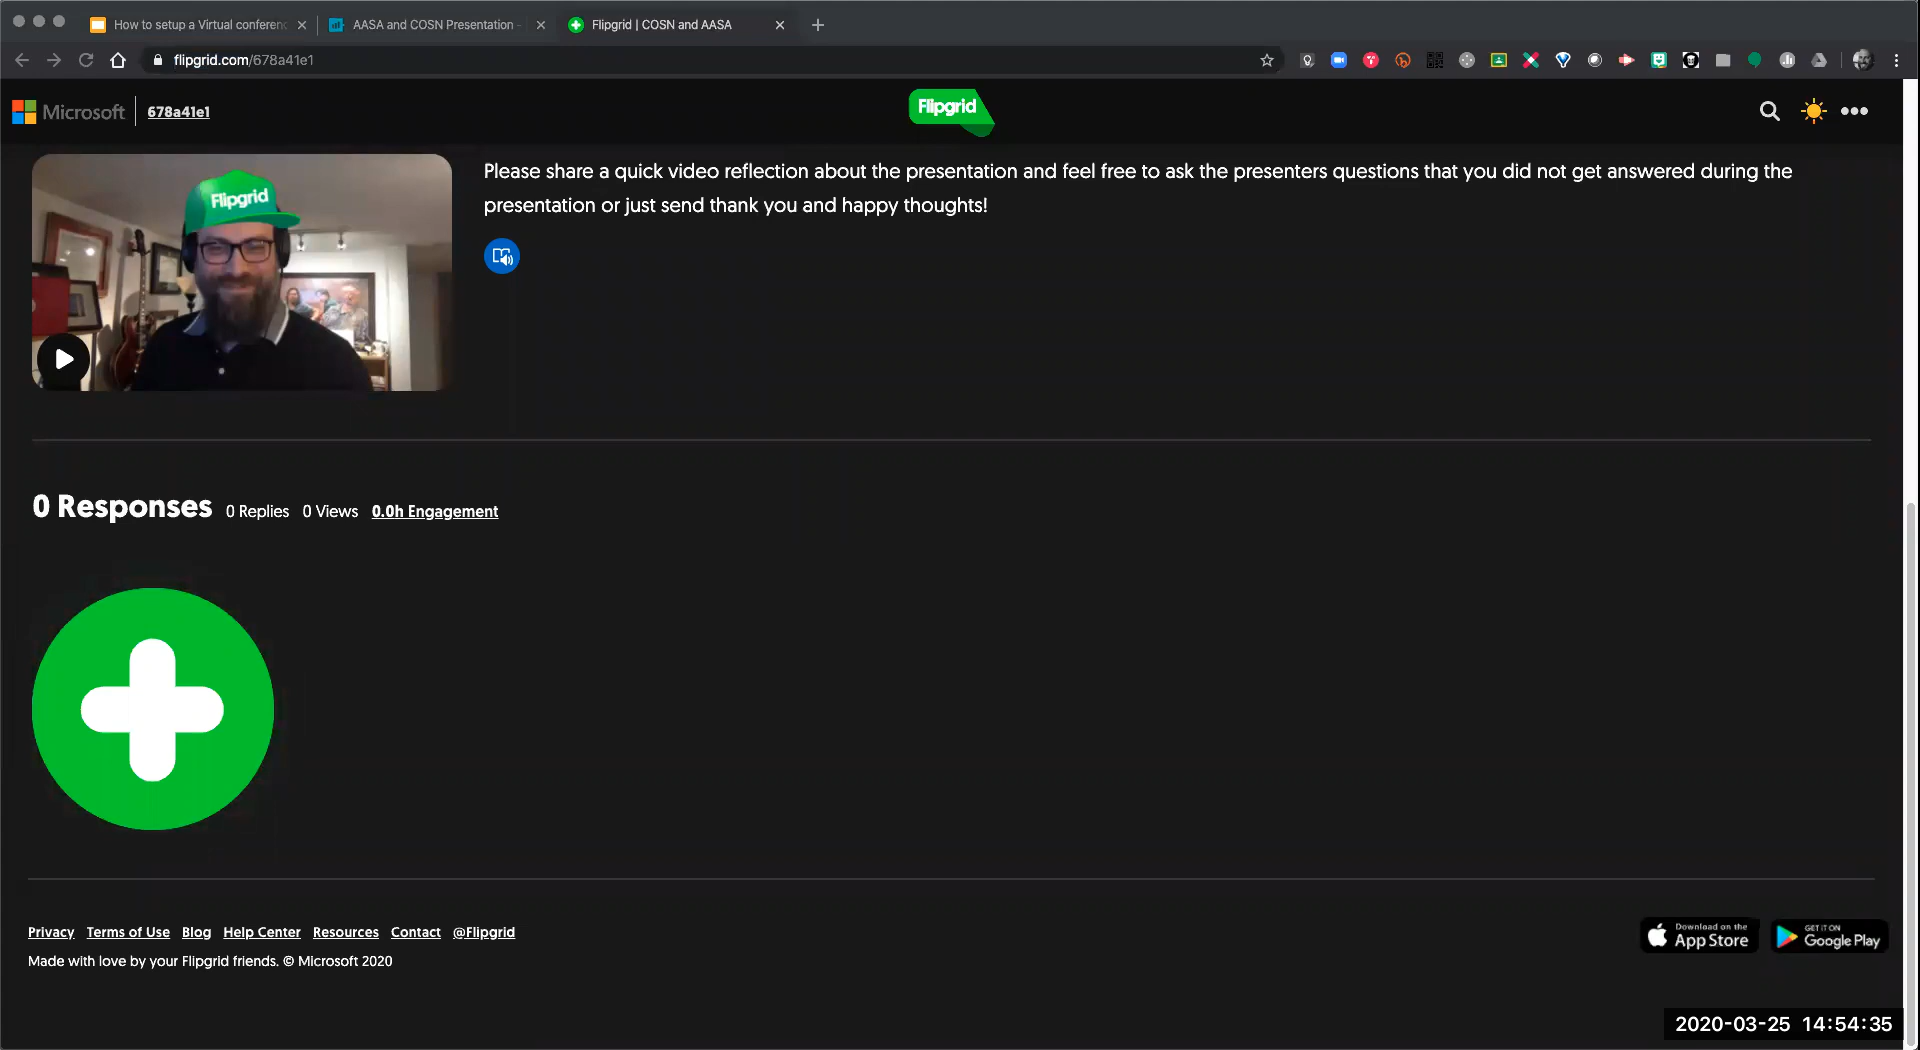 How to setup a Virtual conferen
AASA and COSN Presentation -
Flipgrid | COSN and AASA
flipgrid.com/678a41e1
Microsoft
678a41e1
Flipgrid
Flipgrid
Please share a quick video reflection about the presentation and feel free to ask the presenters questions that you did not get answered during the
presentation or just send thank you and happy thoughts!
0 Responses 0 Replies 0 Views 0.0h Engagement
Privacy Terms of Use Blog Help Center Resources Contact @Flipgrid
Made with love by your Flipgrid friends. © Microsoft 2020
Download on the
App Store
GET IT ON
Google Play
2020-03-25 14:54:35